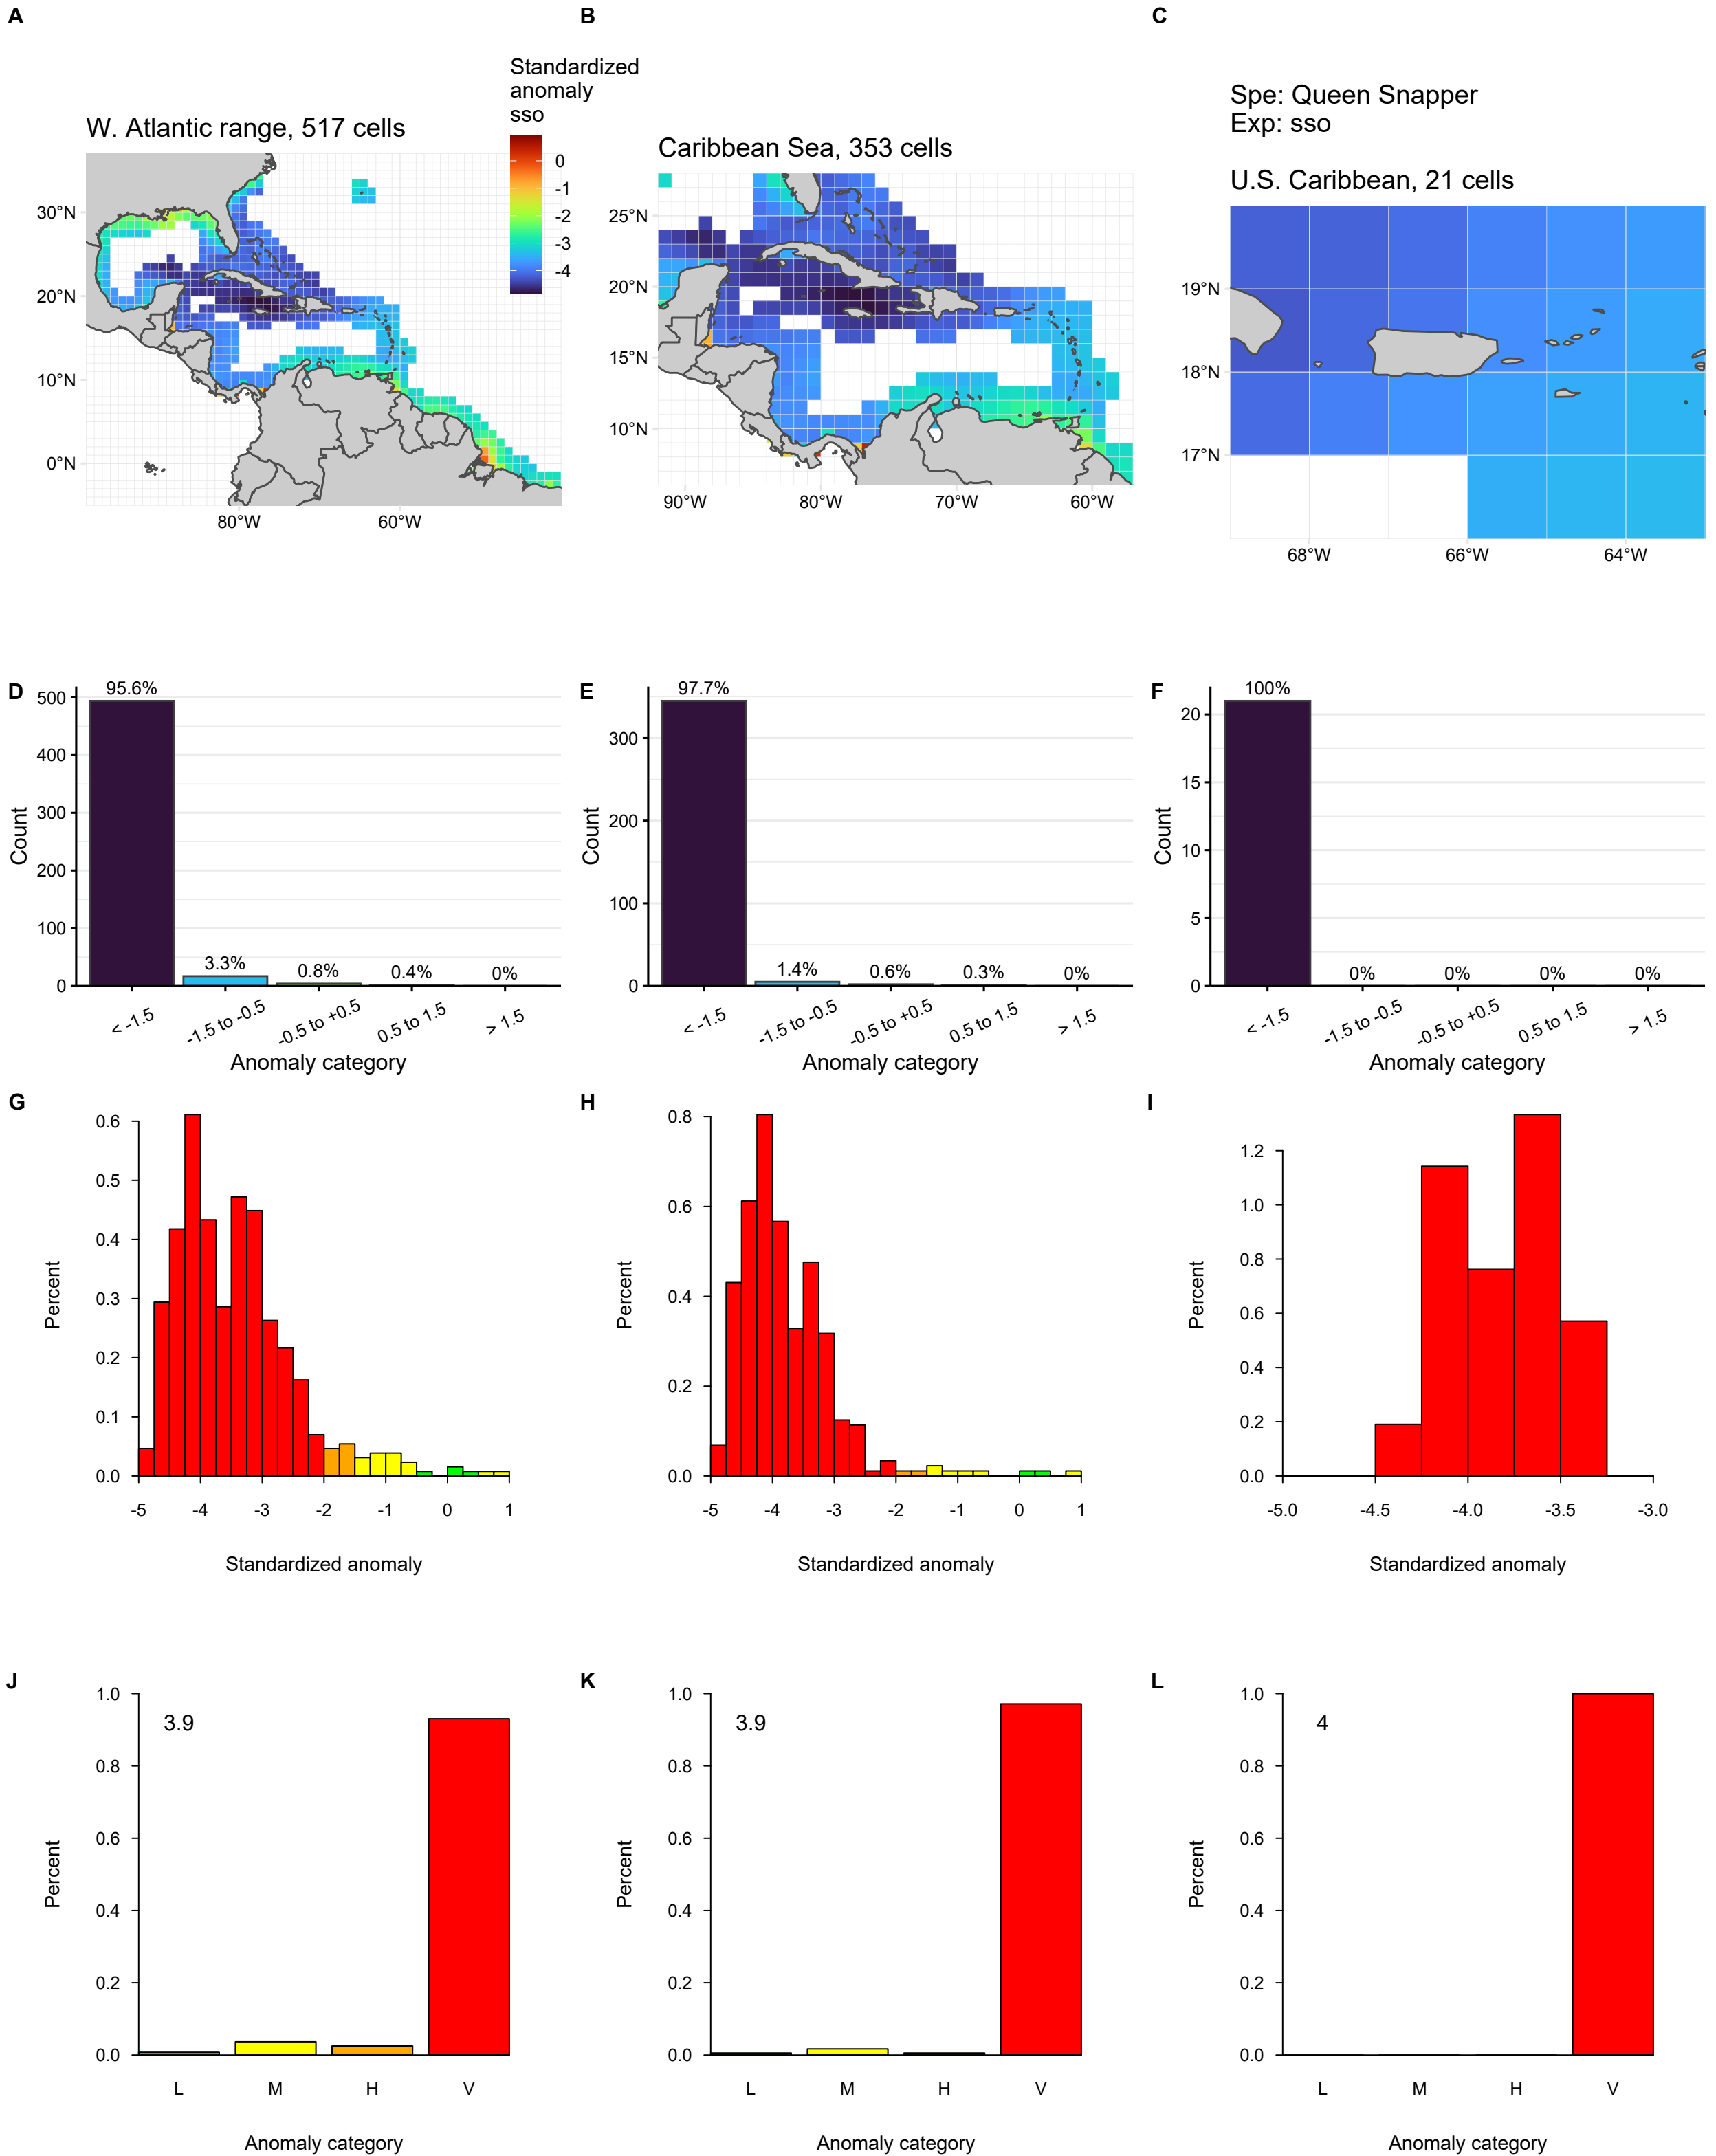 A
B
C
Standardized
anomaly
sso
0
-1
-2
-3
-4
W. Atlantic range, 517 cells
30°N
20°N
10°N
0°N
80°W
60°W
Caribbean Sea, 353 cells
25°N
20°N
15°N
10°N
90°W
80°W
70°W
60°W
Spe: Queen Snapper
Exp: sso
U.S. Caribbean, 21 cells
19°N
18°N
17°N
68°W
66°W
64°W
D
500
400
300
200
100
0
Count
95.6%
3.3%
0.8%
0.4%
0%
< -1.5
-1.5 to -0.5
-0.5 to +0.5
0.5 to 1.5
> 1.5
Anomaly category
E
300
200
100
0
Count
97.7%
1.4%
0.6%
0.3%
0%
< -1.5
-1.5 to -0.5
-0.5 to +0.5
0.5 to 1.5
> 1.5
Anomaly category
F
20
15
10
5
0
Count
100%
0%
0%
0%
0%
< -1.5
-1.5 to -0.5
-0.5 to +0.5
0.5 to 1.5
> 1.5
Anomaly category
G
0.6
0.5
0.4
0.3
0.2
0.1
0.0
Percent
-5
-4
-3
-2
-1
0
1
Standardized anomaly
H
0.8
0.6
0.4
0.2
0.0
Percent
-5
-4
-3
-2
-1
0
1
Standardized anomaly
I
1.2
1.0
0.8
0.6
0.4
0.2
0.0
Percent
-5.0
-4.5
-4.0
-3.5
-3.0
Standardized anomaly
J
1.0
0.8
0.6
0.4
0.2
0.0
Percent
3.9
L
M
H
V
Anomaly category
K
1.0
0.8
0.6
0.4
0.2
0.0
Percent
3.9
L
M
H
V
Anomaly category
L
1.0
0.8
0.6
0.4
0.2
0.0
Percent
4
L
M
H
V
Anomaly category